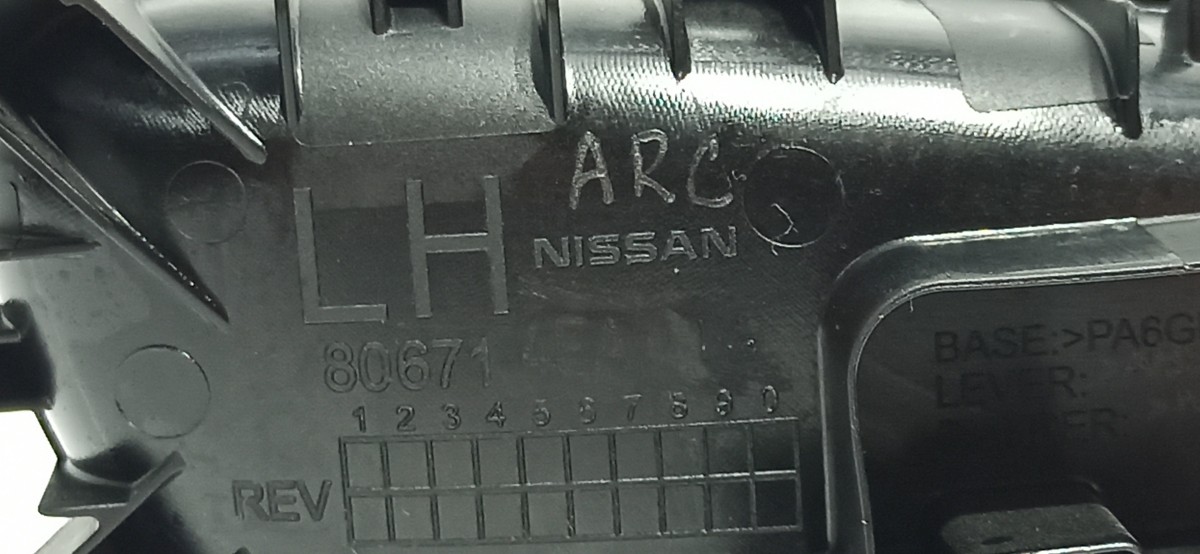 ARC
LH
NISSAN
80671
1 2 3 4 5 6 7 8 9 0
REV
BASE:>PA6G
LEVER: